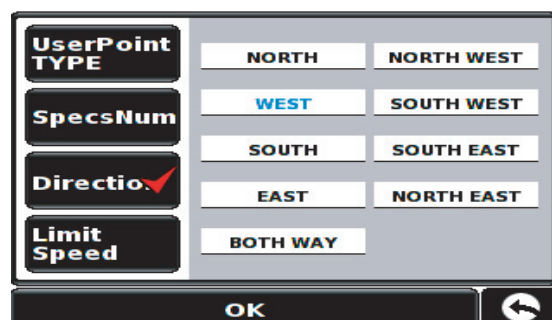 UserPoint
TYPE
SpecsNum
Directio
Limit
Speed
NORTH
NORTH WEST
WEST
SOUTH WEST
SOUTH
SOUTH EAST
EAST
NORTH EAST
BOTH WAY
OK